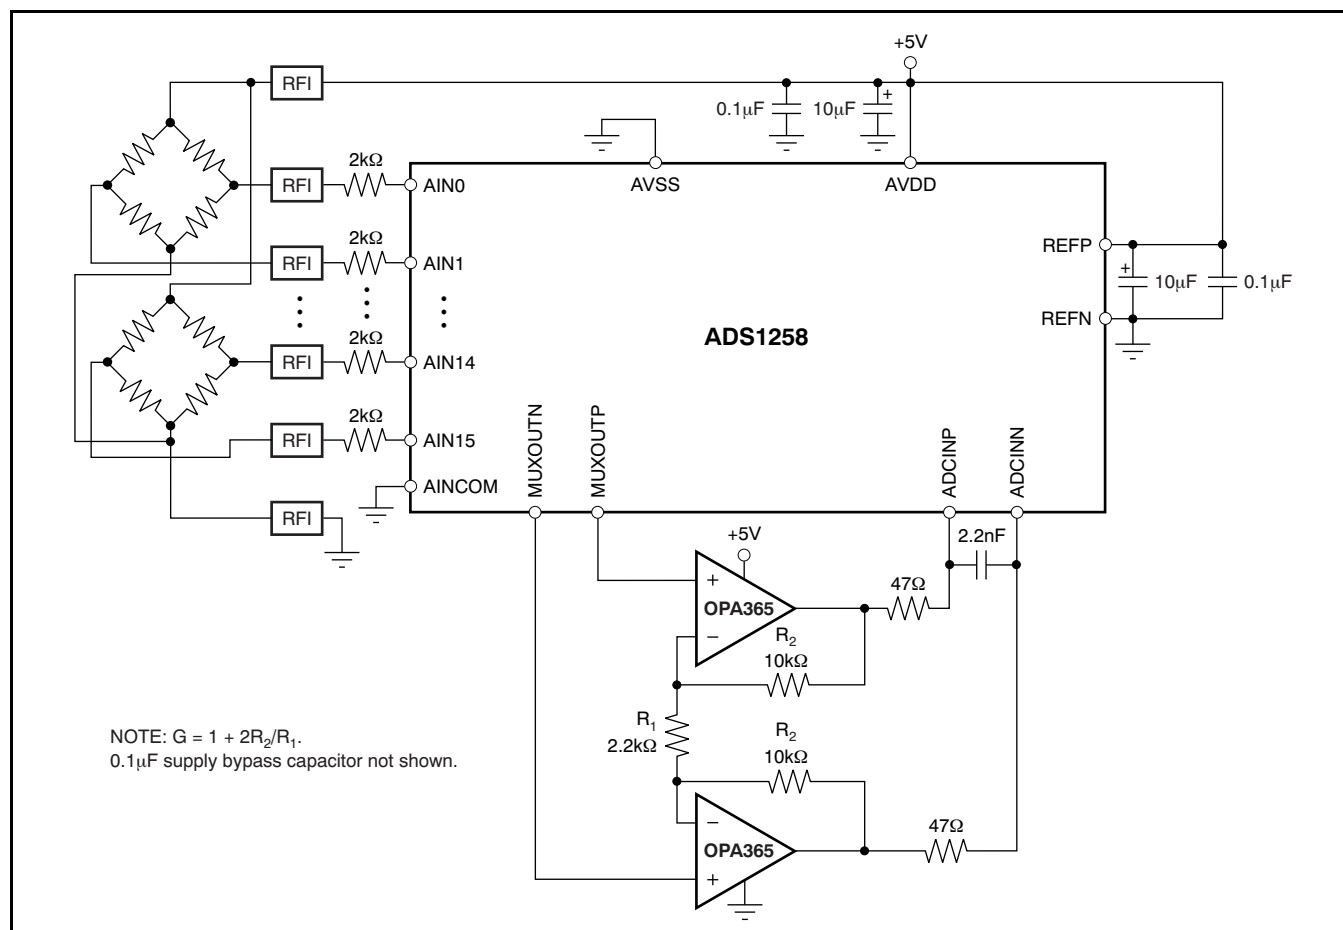 +5V
RFI
0.1µF
10µF
+
2kΩ
RFI
AIN0
AVSS
AVDD
2kΩ
RFI
AIN1
REFP
+
10µF
0.1µF
REFN
ADS1258
2kΩ
RFI
AIN14
2kΩ
RFI
AIN15
AINCOM
RFI
MUXOUTN
MUXOUTP
ADCINP
ADCINN
2.2nF
+5V
+
OPA365
−
47Ω
R2
10kΩ
R1
2.2kΩ
R2
10kΩ
−
OPA365
+
47Ω
NOTE: G = 1 + 2R2/R1.
0.1µF supply bypass capacitor not shown.